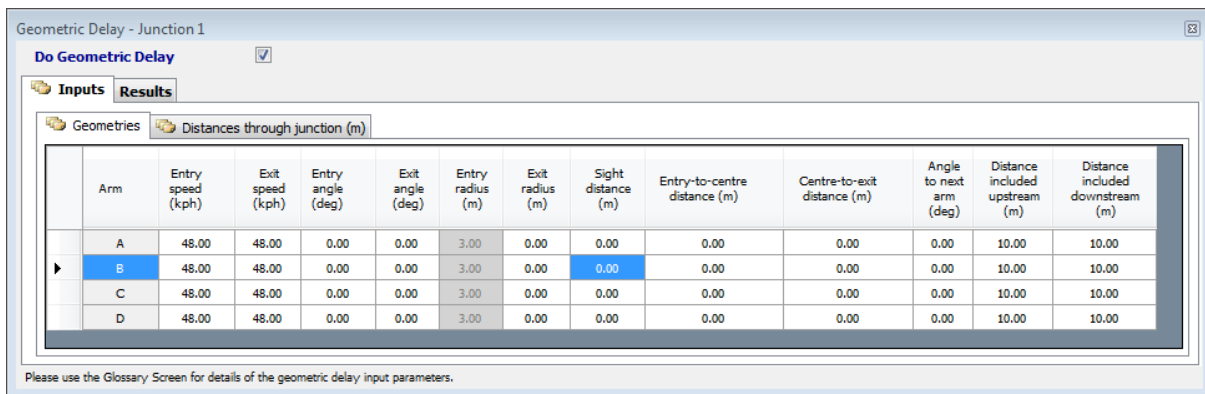 Geometric Delay - Junction 1
Do Geometric Delay
Inputs Results
Geometries Distances through junction (m)
Arm Entry speed (kph) Exit speed (kph) Entry angle (deg) Exit angle (deg) Entry radius (m) Exit radius (m) Sight distance (m) Entry-to-centre distance (m) Centre-to-exit distance (m) Angle to next arm (deg) Distance included upstream (m) Distance included downstream (m)
A 48.00 48.00 0.00 0.00 3.00 0.00 0.00 0.00 0.00 0.00 10.00 10.00
B 48.00 48.00 0.00 0.00 3.00 0.00 0.00 0.00 0.00 0.00 10.00 10.00
C 48.00 48.00 0.00 0.00 3.00 0.00 0.00 0.00 0.00 0.00 10.00 10.00
D 48.00 48.00 0.00 0.00 3.00 0.00 0.00 0.00 0.00 0.00 10.00 10.00
Please use the Glossary Screen for details of the geometric delay input parameters.